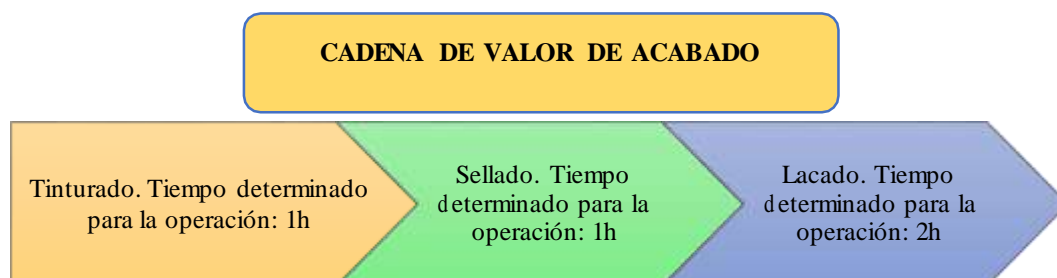 CADENA DE VALOR DE ACABADO
Tinturado. Tiempo determinado
para la operación: 1h
Sellado. Tiempo
determinado para la
operación: 1h
Lacado. Tiempo
determinado para la
operación: 2h